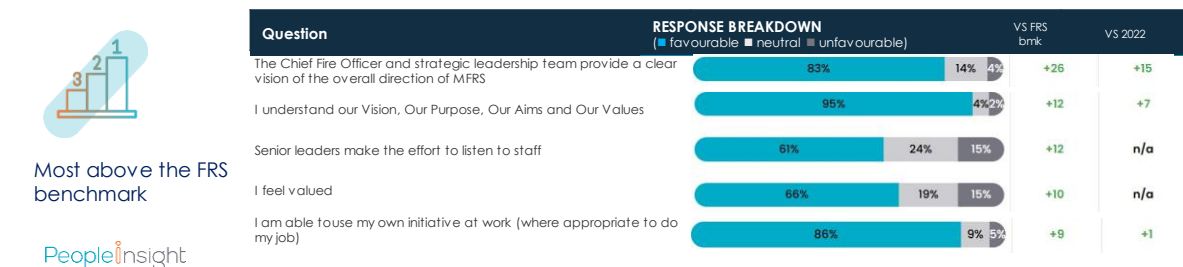 1
2
3
Most above the FRS
benchmark
PeopleInsight
Question
RESPONSE BREAKDOWN
(■ favourable ■ neutral ■ unfavourable)
VS FRS
bmk
VS 2022
The Chief Fire Officer and strategic leadership team provide a clear
vision of the overall direction of MFRS
83% 14% 4% +26 +15
I understand our Vision, Our Purpose, Our Aims and Our Values
95% 4% 2% +12 +7
Senior leaders make the effort to listen to staff
61% 24% 15% +12 n/a
I feel valued
66% 19% 15% +10 n/a
I am able touse my own initiative at work (where appropriate to do
my job)
86% 9% 5% +9 +1